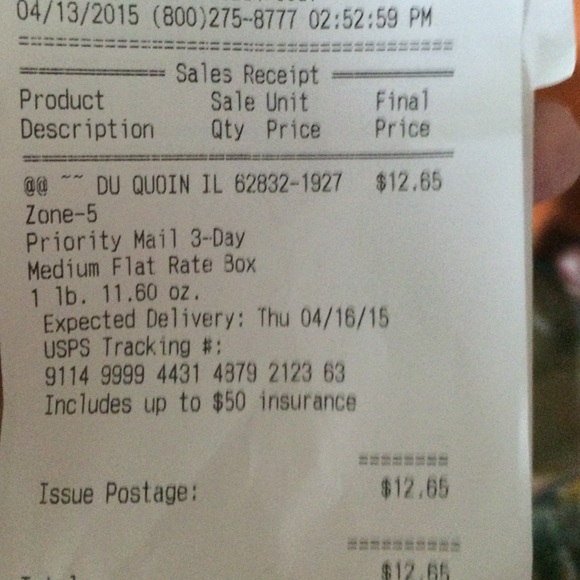 04/13/2015 (800)275-8777 02:52:59 PM
========================================
========== Sales Receipt ==========
Product Sale Unit Final
Description Qty Price Price
@@ ~~ DU QUOIN IL 62832-1927 $12.65
Zone-5
Priority Mail 3-Day
Medium Flat Rate Box
1 lb. 11.60 oz.
Expected Delivery: Thu 04/16/15
USPS Tracking #:
9114 9999 4431 4879 2123 63
Includes up to $50 insurance
========
Issue Postage: $12.65
==========
$12.65